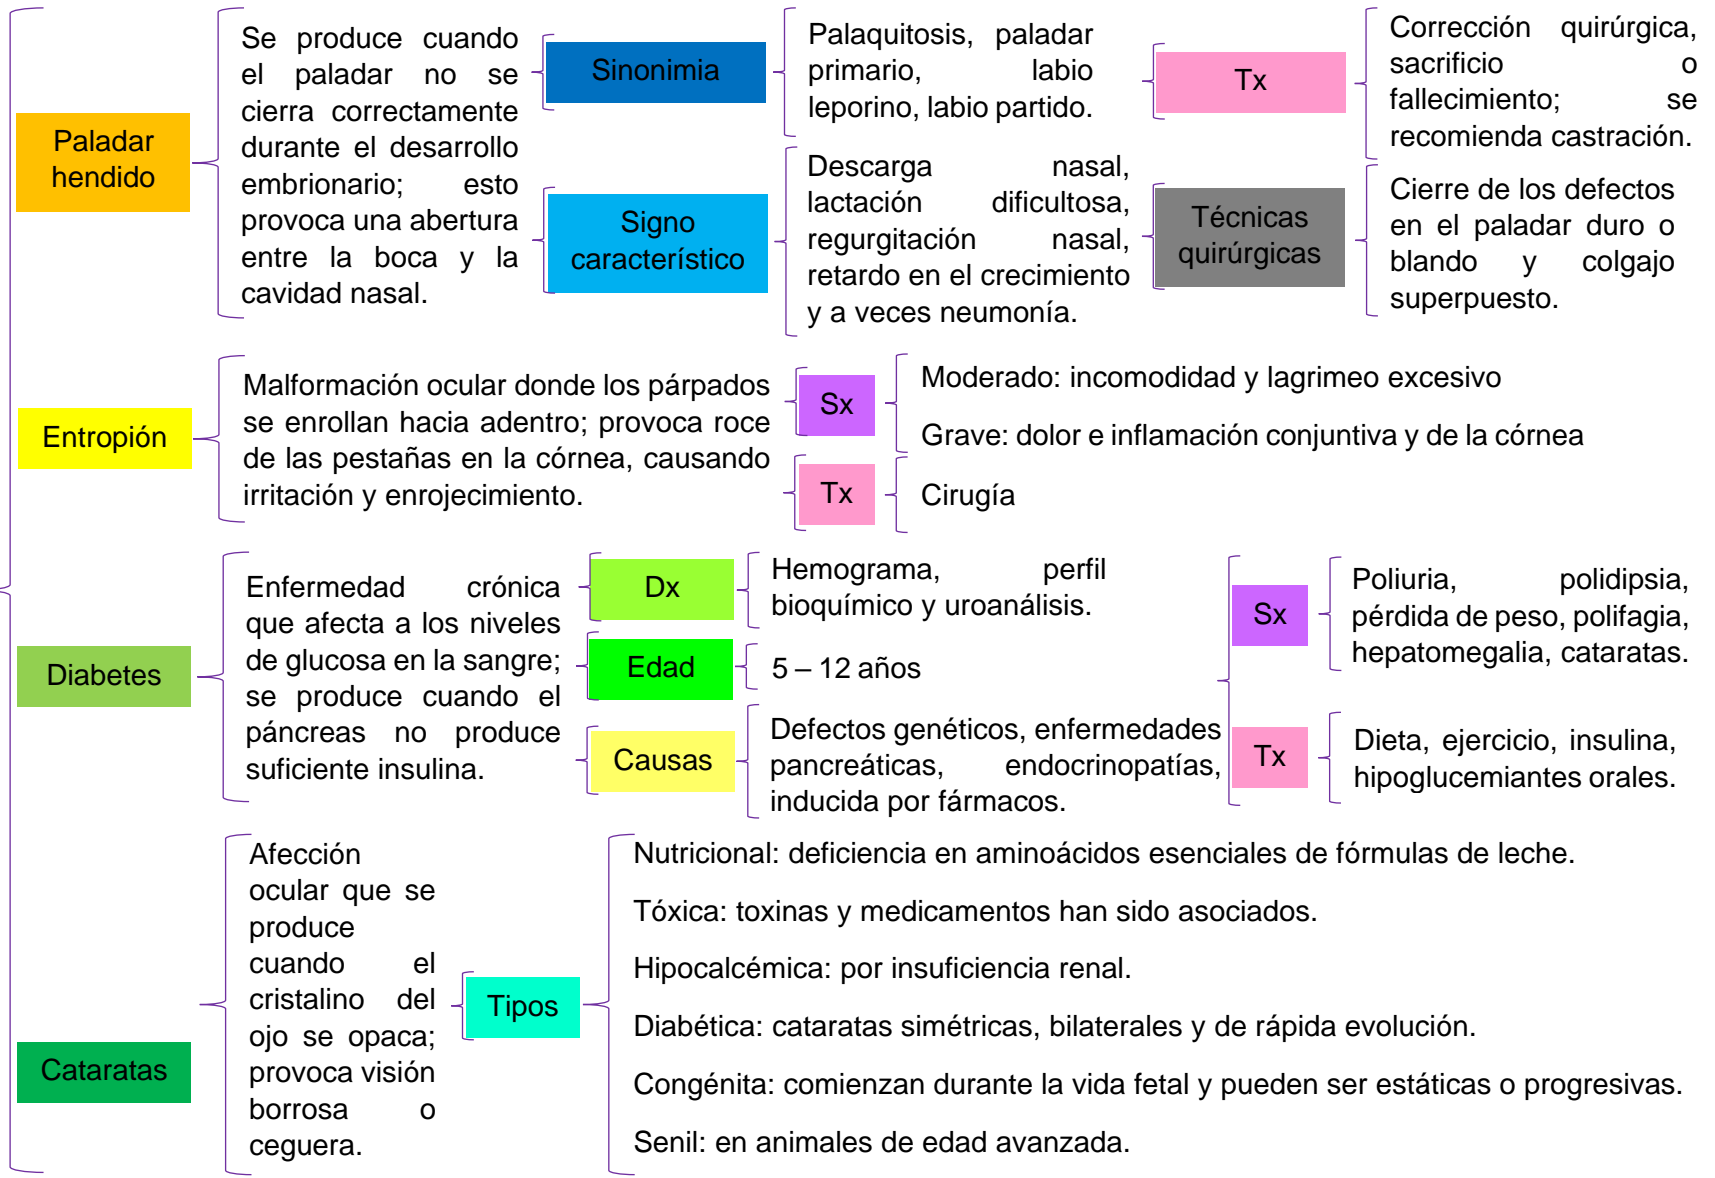 Paladar
hendido
Se produce cuando
el paladar no se
cierra correctamente
durante el desarrollo
embrionario; esto
provoca una abertura
entre la boca y la
cavidad nasal.
Sinonimia
Palaquitosis, paladar
primario, labio
leporino, labio partido.
Tx
Corrección quirúrgica,
sacrificio o
fallecimiento; se
recomienda castración.
Signo
característico
Descarga nasal,
lactación dificultosa,
regurgitación nasal,
retardo en el crecimiento
y a veces neumonía.
Técnicas
quirúrgicas
Cierre de los defectos
en el paladar duro o
blando y colgajo
superpuesto.
Entropión
Malformación ocular donde los párpados
se enrollan hacia adentro; provoca roce
de las pestañas en la córnea, causando
irritación y enrojecimiento.
Sx
Moderado: incomodidad y lagrimeo excesivo
Grave: dolor e inflamación conjuntiva y de la córnea
Tx
Cirugía
Diabetes
Enfermedad crónica
que afecta a los niveles
de glucosa en la sangre;
se produce cuando el
páncreas no produce
suficiente insulina.
Dx
Hemograma, perfil
bioquímico y uroanálisis.
Edad
5 – 12 años
Causas
Defectos genéticos, enfermedades
pancreáticas, endocrinopatías,
inducida por fármacos.
Sx
Poliuria, polidipsia,
pérdida de peso, polifagia,
hepatomegalia, cataratas.
Tx
Dieta, ejercicio, insulina,
hipoglucemiantes orales.
Cataratas
Afección
ocular que se
produce
cuando el
cristalino del
ojo se opaca;
provoca visión
borrosa o
ceguera.
Tipos
Nutricional: deficiencia en aminoácidos esenciales de fórmulas de leche.
Tóxica: toxinas y medicamentos han sido asociados.
Hipocalcémica: por insuficiencia renal.
Diabética: cataratas simétricas, bilaterales y de rápida evolución.
Congénita: comienzan durante la vida fetal y pueden ser estáticas o progresivas.
Senil: en animales de edad avanzada.